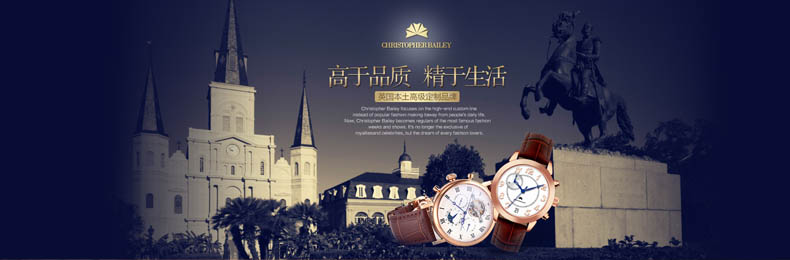 CHRISTOPHER BAILEY
高于品质 精于生活
英国本土高级定制品牌
Christopher Bailey focuses on the high-end custom line
instead of popular fashion making baway from people's daily life.
Now, Christopher Bailey becomes regulars of the most famous fashion
weeks and shows. It's no longer the exclusive of
royaltiesand celebrities, but the dream of every fashion lovers.